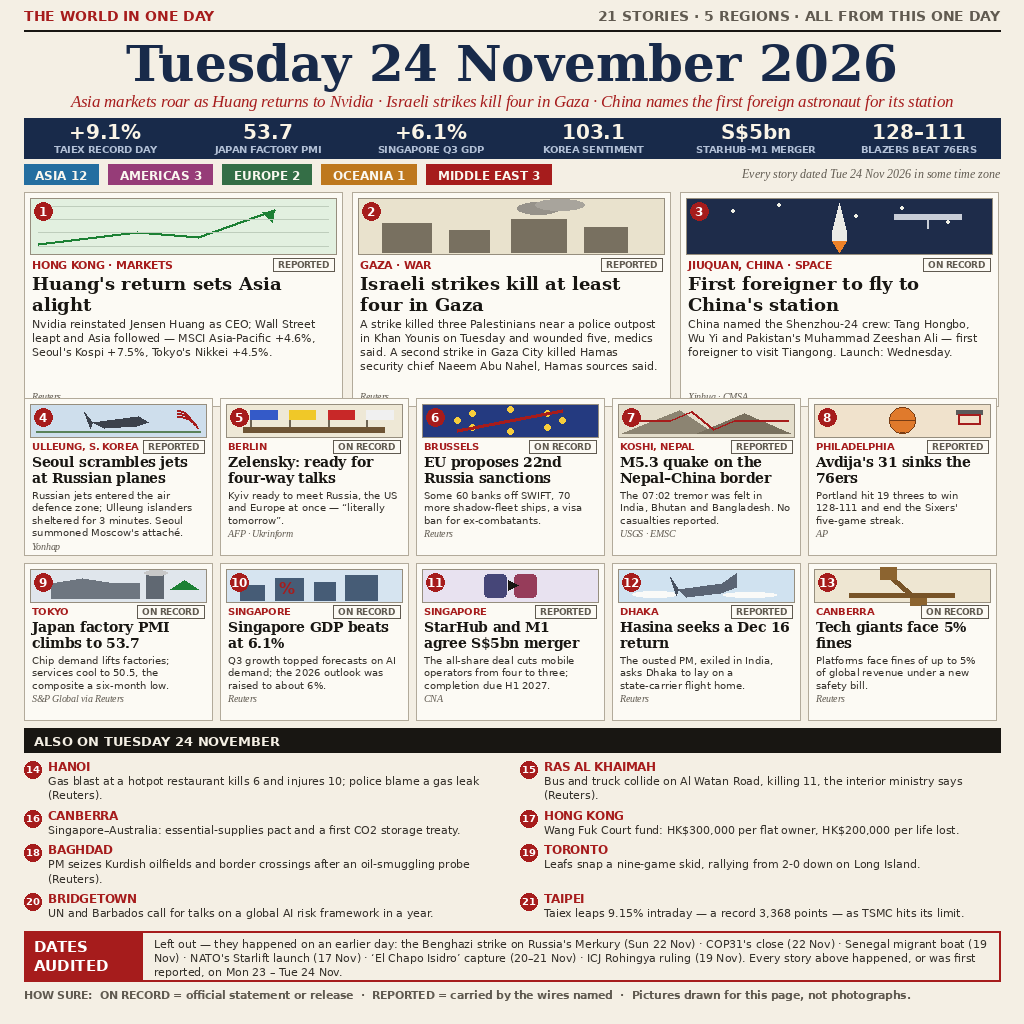 THE WORLD IN ONE DAY
21 STORIES · 5 REGIONS · ALL FROM THIS ONE DAY
Tuesday 24 November 2026
Asia markets roar as Huang returns to Nvidia · Israeli strikes kill four in Gaza · China names the first foreign astronaut for its station
+9.1%
TAIEX RECORD DAY
53.7
JAPAN FACTORY PMI
+6.1%
SINGAPORE Q3 GDP
103.1
KOREA SENTIMENT
S$5bn
STARHUB–M1 MERGER
128–111
BLAZERS BEAT 76ERS
ASIA 12
AMERICAS 3
EUROPE 2
OCEANIA 1
MIDDLE EAST 3
Every story dated Tue 24 Nov 2026 in some time zone
1
HONG KONG · MARKETS
REPORTED
Huang's return sets Asia
alight
Nvidia reinstated Jensen Huang as CEO; Wall Street
leapt and Asia followed — MSCI Asia-Pacific +4.6%,
Seoul's Kospi +7.5%, Tokyo's Nikkei +4.5%.
Reuters
2
GAZA · WAR
REPORTED
Israeli strikes kill at least
four in Gaza
A strike killed three Palestinians near a police outpost
in Khan Younis on Tuesday and wounded five, medics
said. A second strike in Gaza City killed Hamas
security chief Naeem Abu Nahel, Hamas sources said.
Reuters
3
JIUQUAN, CHINA · SPACE
ON RECORD
First foreigner to fly to
China's station
China named the Shenzhou-24 crew: Tang Hongbo,
Wu Yi and Pakistan's Muhammad Zeeshan Ali — first
foreigner to visit Tiangong. Launch: Wednesday.
Xinhua · CMSA
4
ULLEUNG, S. KOREA
REPORTED
Seoul scrambles jets
at Russian planes
Russian jets entered the air
defence zone; Ulleung islanders
sheltered for 3 minutes. Seoul
summoned Moscow's attaché.
Yonhap
5
BERLIN
ON RECORD
Zelensky: ready for
four-way talks
Kyiv ready to meet Russia, the US
and Europe at once — “literally
tomorrow”.
AFP · Ukrinform
6
BRUSSELS
ON RECORD
EU proposes 22nd
Russia sanctions
Some 60 banks off SWIFT, 70
more shadow-fleet ships, a visa
ban for ex-combatants.
Reuters
7
KOSHI, NEPAL
REPORTED
M5.3 quake on the
Nepal–China border
The 07:02 tremor was felt in
India, Bhutan and Bangladesh. No
casualties reported.
USGS · EMSC
8
PHILADELPHIA
REPORTED
Avdija's 31 sinks the
76ers
Portland hit 19 threes to win
128-111 and end the Sixers'
five-game streak.
AP
9
TOKYO
ON RECORD
Japan factory PMI
climbs to 53.7
Chip demand lifts factories;
services cool to 50.5, the
composite a six-month low.
S&P Global via Reuters
10
%
SINGAPORE
ON RECORD
Singapore GDP beats
at 6.1%
Q3 growth topped forecasts on AI
demand; the 2026 outlook was
raised to about 6%.
Reuters
11
SINGAPORE
REPORTED
StarHub and M1
agree S$5bn merger
The all-share deal cuts mobile
operators from four to three;
completion due H1 2027.
CNA
12
DHAKA
REPORTED
Hasina seeks a Dec 16
return
The ousted PM, exiled in India,
asks Dhaka to lay on a
state-carrier flight home.
Reuters
13
CANBERRA
ON RECORD
Tech giants face 5%
fines
Platforms face fines of up to 5%
of global revenue under a new
safety bill.
Reuters
ALSO ON TUESDAY 24 NOVEMBER
14
HANOI
Gas blast at a hotpot restaurant kills 6 and injures 10; police blame a gas leak
(Reuters).
15
RAS AL KHAIMAH
Bus and truck collide on Al Watan Road, killing 11, the interior ministry says
(Reuters).
16
CANBERRA
Singapore–Australia: essential-supplies pact and a first CO2 storage treaty.
17
HONG KONG
Wang Fuk Court fund: HK$300,000 per flat owner, HK$200,000 per life lost.
18
BAGHDAD
PM seizes Kurdish oilfields and border crossings after an oil-smuggling probe
(Reuters).
19
TORONTO
Leafs snap a nine-game skid, rallying from 2-0 down on Long Island.
20
BRIDGETOWN
UN and Barbados call for talks on a global AI risk framework in a year.
21
TAIPEI
Taiex leaps 9.15% intraday — a record 3,368 points — as TSMC hits its limit.
DATES
AUDITED
Left out — they happened on an earlier day: the Benghazi strike on Russia's Merkury (Sun 22 Nov) · COP31's close (22 Nov) · Senegal migrant boat (19
Nov) · NATO's Starlift launch (17 Nov) · ‘El Chapo Isidro’ capture (20–21 Nov) · ICJ Rohingya ruling (19 Nov). Every story above happened, or was first
reported, on Mon 23 – Tue 24 Nov.
HOW SURE: ON RECORD = official statement or release · REPORTED = carried by the wires named · Pictures drawn for this page, not photographs.